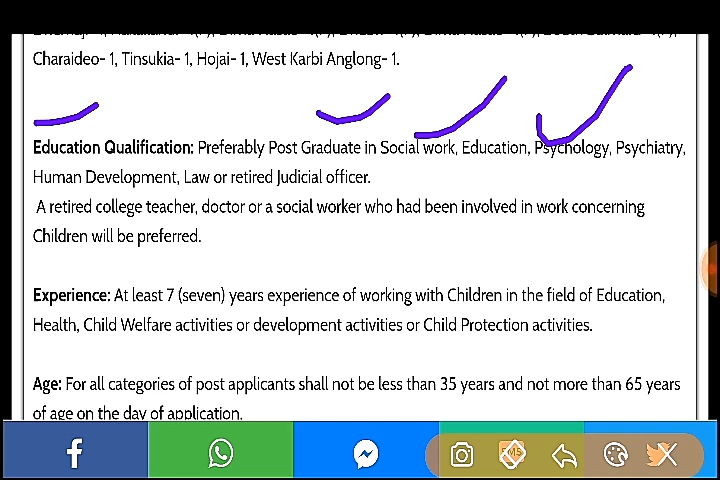 Charaideo- 1, Tinsukia- 1, Hojai- 1, West Karbi Anglong- 1.
Education Qualification: Preferably Post Graduate in Social work, Education, Psychology, Psychiatry,
Human Development, Law or retired Judicial officer.
A retired college teacher, doctor or a social worker who had been involved in work concerning
Children will be preferred.
Experience: At least 7 (seven) years experience of working with Children in the field of Education,
Health, Child Welfare activities or development activities or Child Protection activities.
Age: For all categories of post applicants shall not be less than 35 years and not more than 65 years
of age on the day of application.